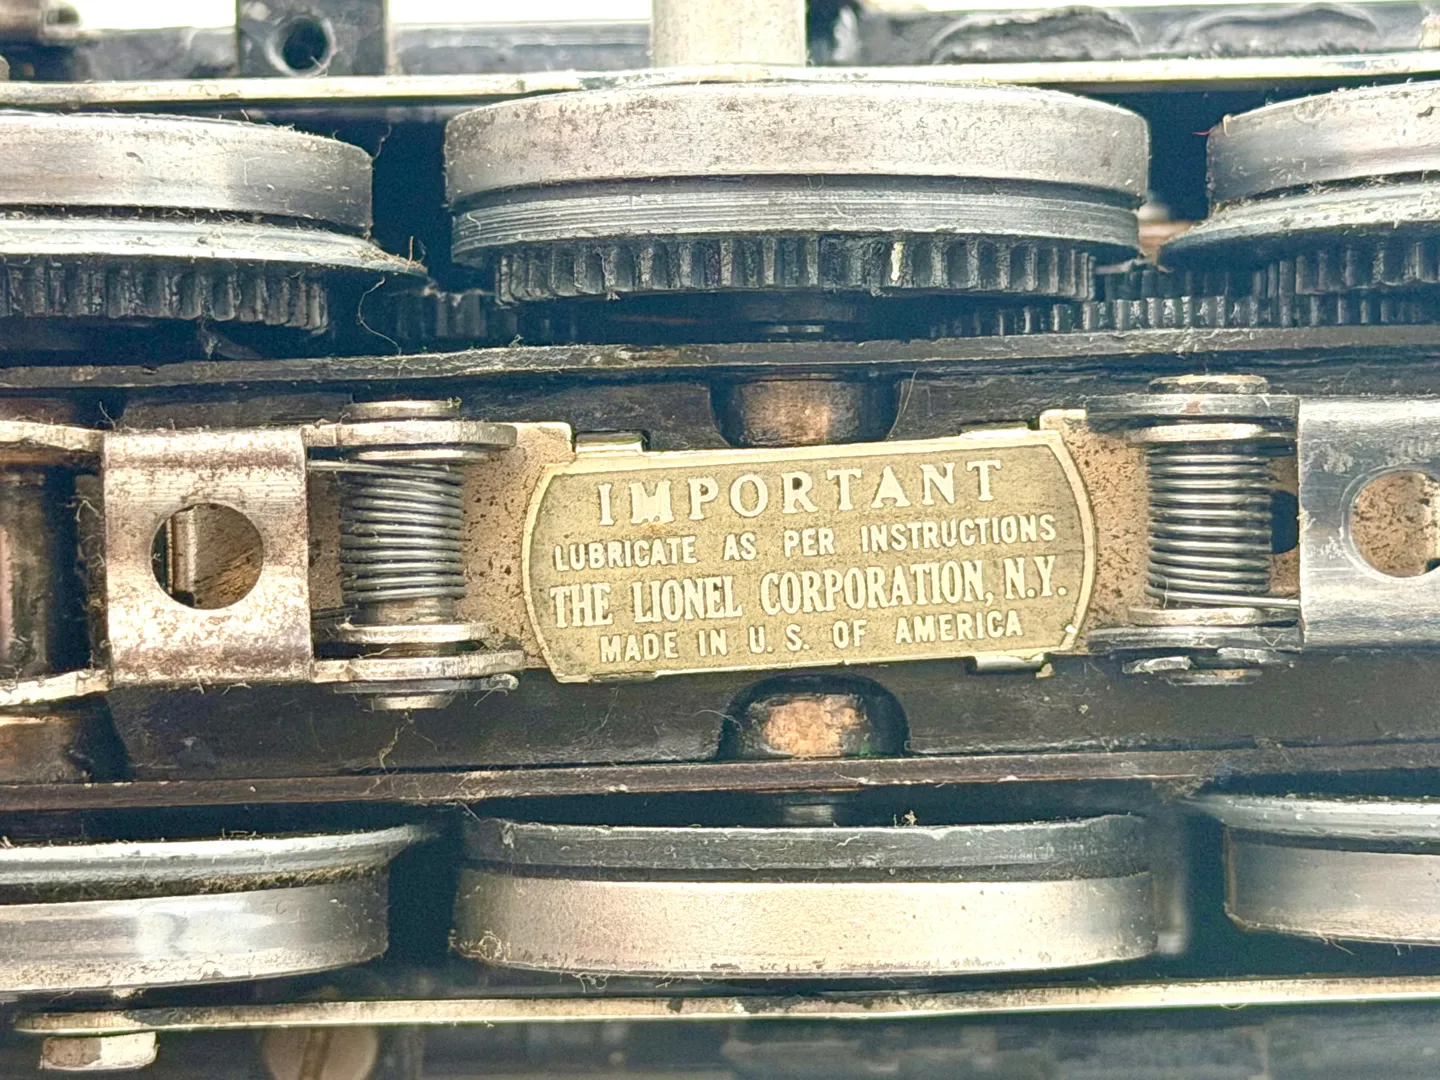 IMPORTANT
LUBRICATE AS PER INSTRUCTIONS
THE LIONEL CORPORATION, N.Y.
MADE IN U.S. OF AMERICA